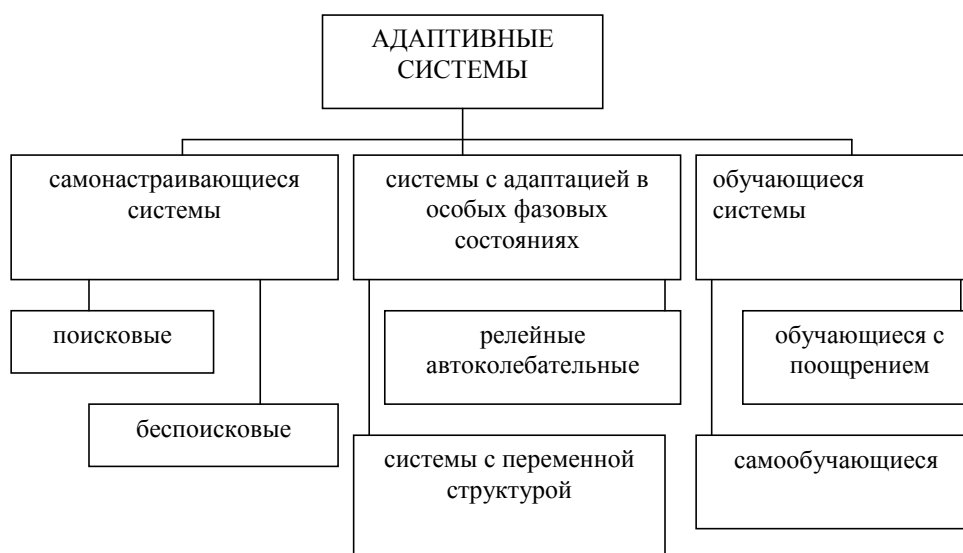 АДАПТИВНЫЕ
СИСТЕМЫ
самонастраивающиеся
системы
системы с адаптацией в
особых фазовых
состояниях
обучающиеся
системы
поисковые
релейные
автоколебательные
обучающиеся с
поощрением
беспоисковые
системы с переменной
структурой
самообучающиеся